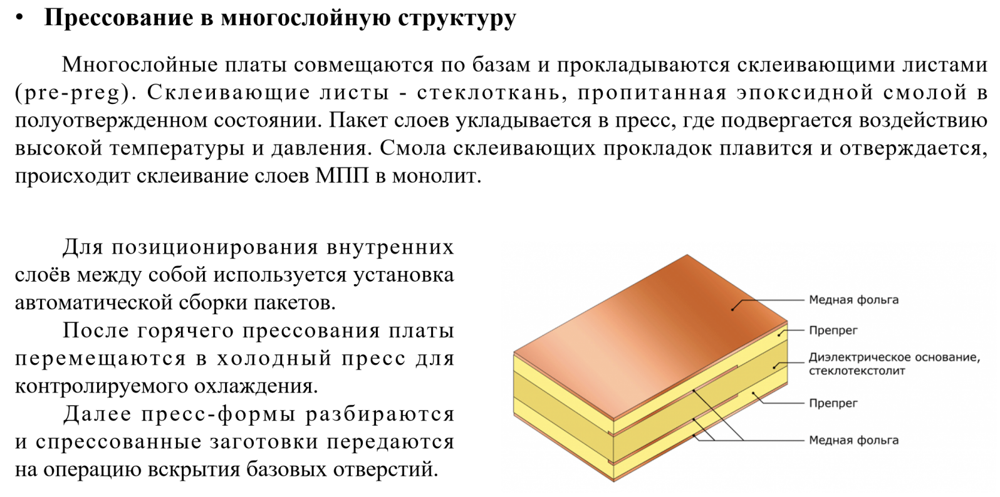 • Прессование в многослойную структуру
Многослойные платы совмещаются по базам и прокладываются склеивающими листами
(pre-preg). Склеивающие листы - стеклоткань, пропитанная эпоксидной смолой в
полуотвержденном состоянии. Пакет слоев укладывается в пресс, где подвергается воздействию
высокой температуры и давления. Смола склеивающих прокладок плавится и отверждается,
происходит склеивание слоев МПП в монолит.
Для позиционирования внутренних
слоёв между собой используется установка
автоматической сборки пакетов.
После горячего прессования платы
перемещаются в холодный пресс для
контролируемого охлаждения.
Далее пресс-формы разбираются
и спрессованные заготовки передаются
на операцию вскрытия базовых отверстий.
Медная фольга
Препрег
Диэлектрическое основание,
стеклотекстолит
Препрег
Медная фольга